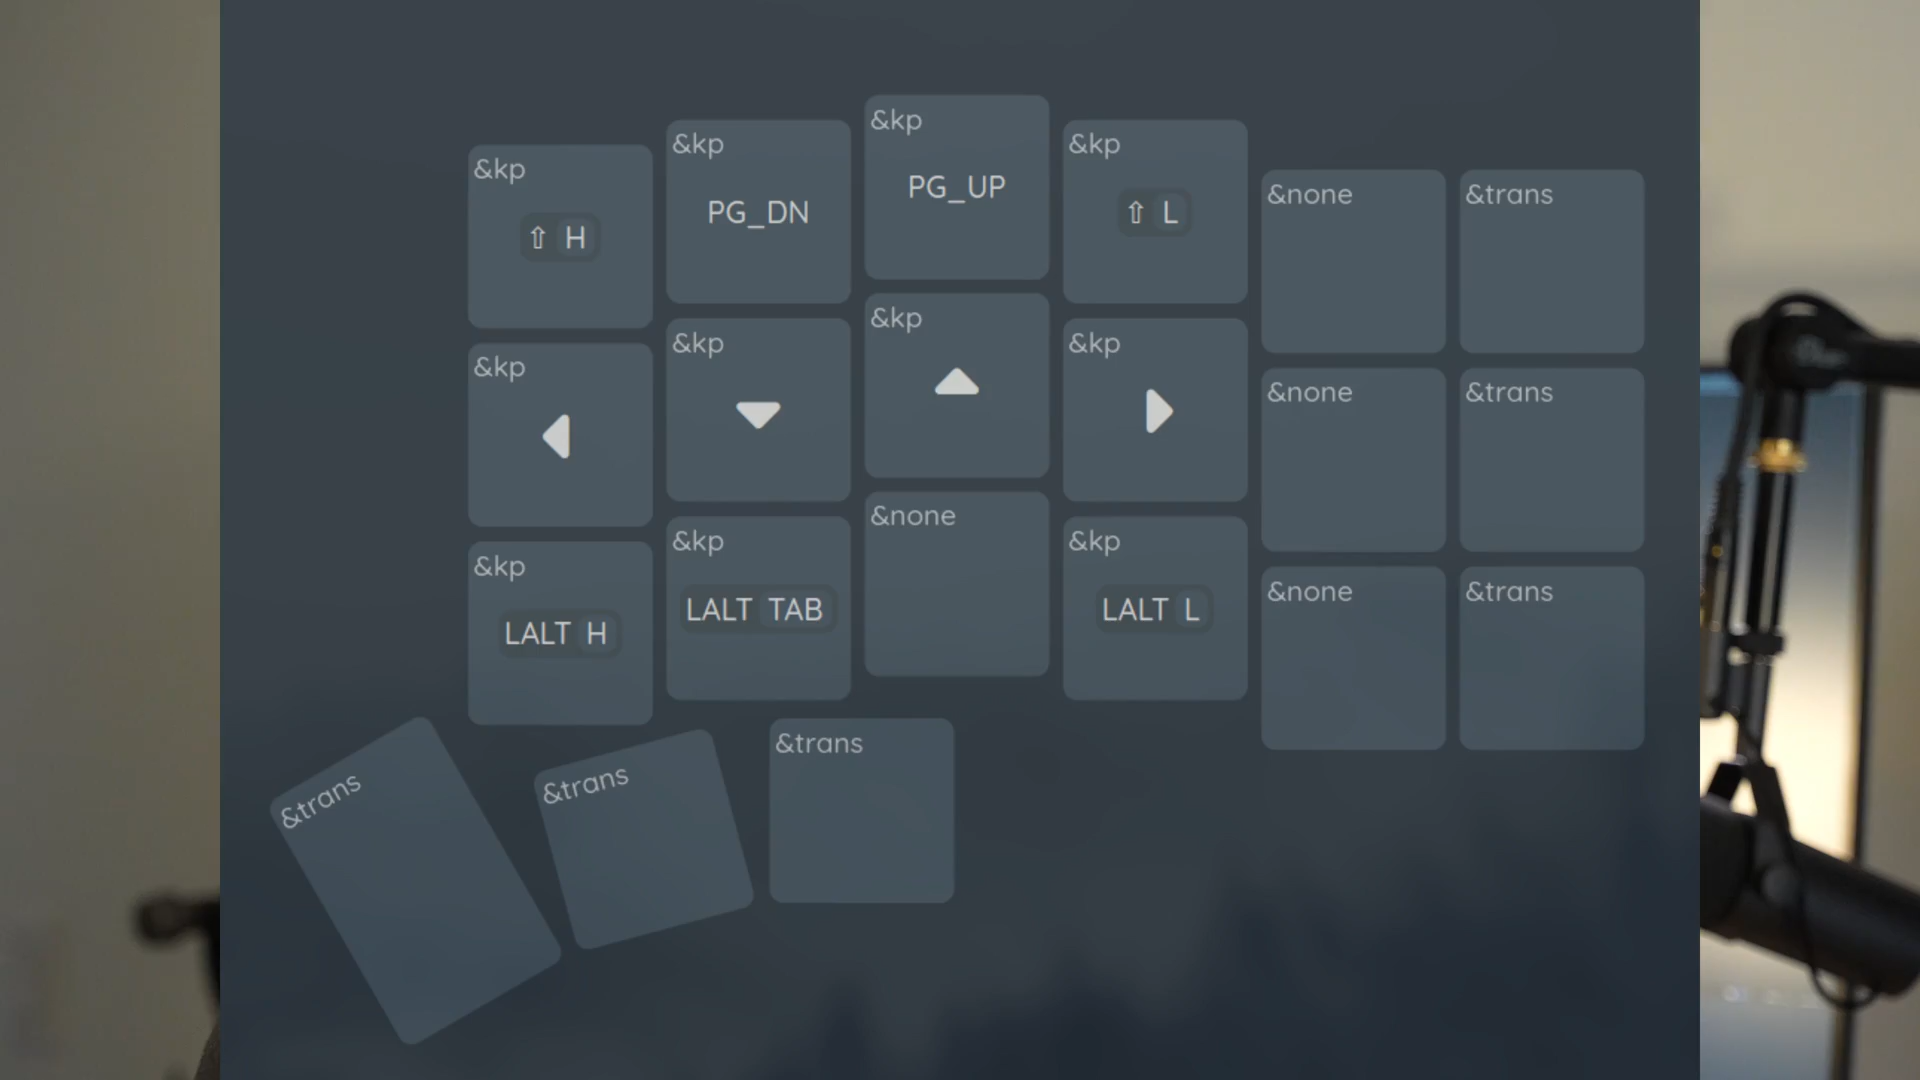 &kp
⇧ H
&kp
PG_DN
&kp
PG_UP
&kp
⇧ L
&none
&trans
&kp
&kp
&kp
&kp
&none
&trans
&kp
LALT H
&kp
LALT TAB
&none
&kp
LALT L
&none
&trans
&trans
&trans
&trans